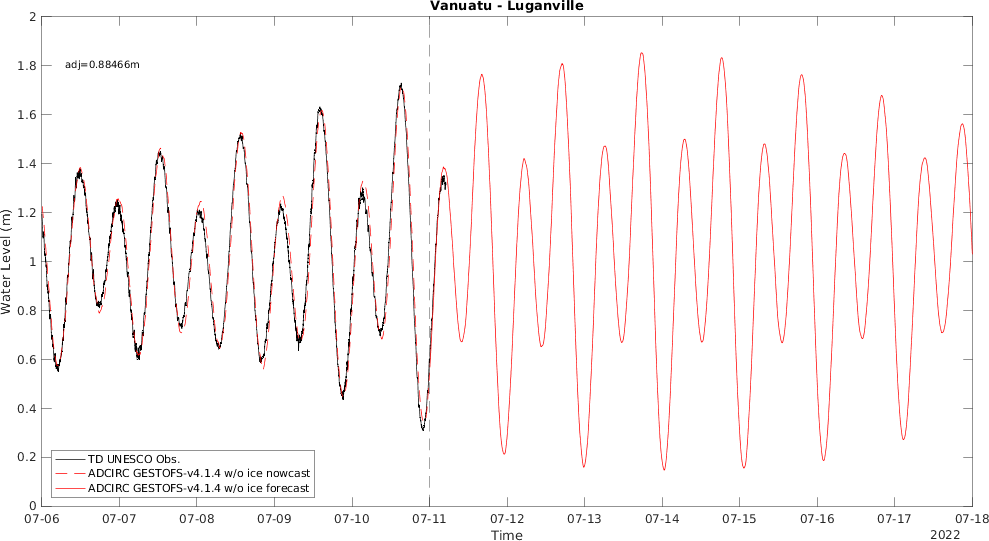 Vanuatu - Luganville
adj=0.88466m
Water Level (m)
2
1.8
1.6
1.4
1.2
1
0.8
0.6
0.4
0.2
0
TD UNESCO Obs.
ADCIRC GESTOFS-v4.1.4 w/o ice nowcast
ADCIRC GESTOFS-v4.1.4 w/o ice forecast
07-06 07-07 07-08 07-09 07-10 07-11 07-12 07-13 07-14 07-15 07-16 07-17 07-18
Time
2022